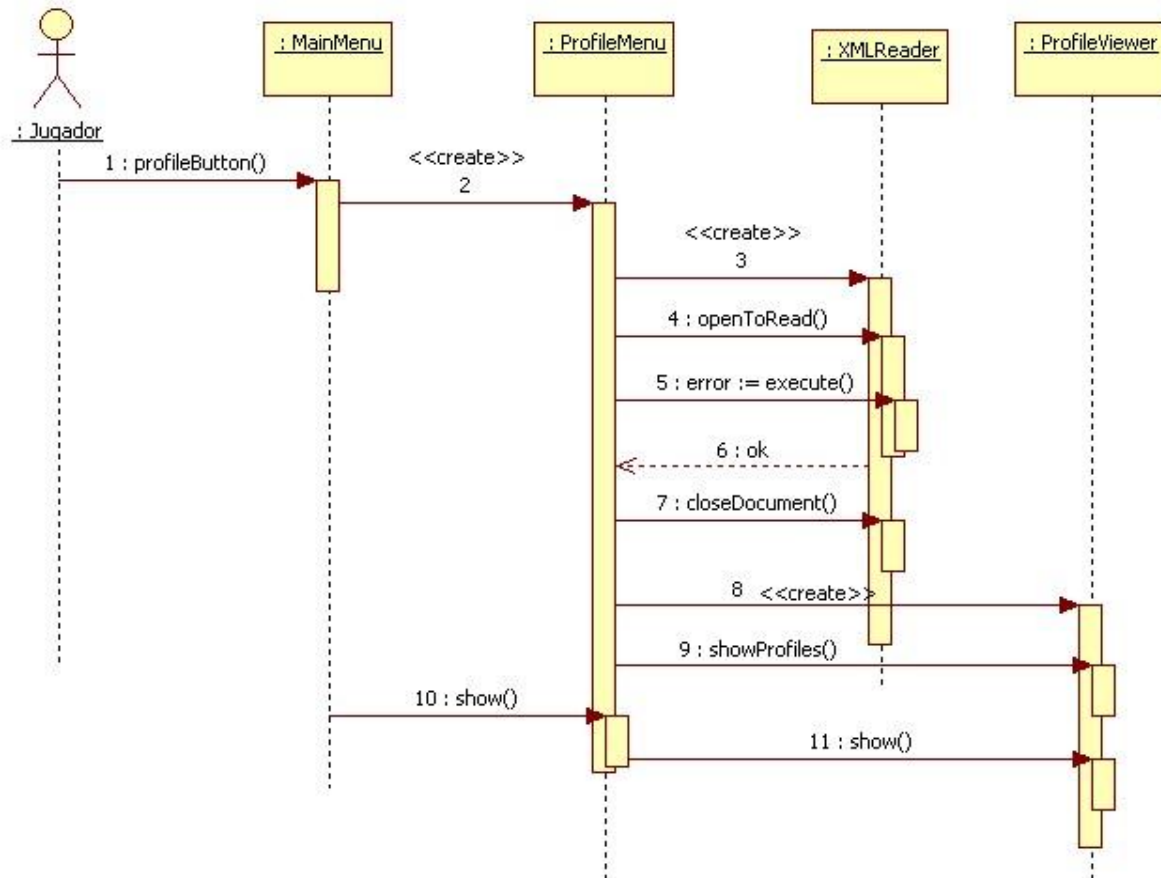 : MainMenu
: ProfileMenu
: XMLReader
: ProfileViewer
: Jugador
1 : profileButton()
<<create>>
2
<<create>>
3
4 : openToRead()
5 : error := execute()
6 : ok
7 : closeDocument()
8 <<create>>
9 : showProfiles()
10 : show()
11 : show()